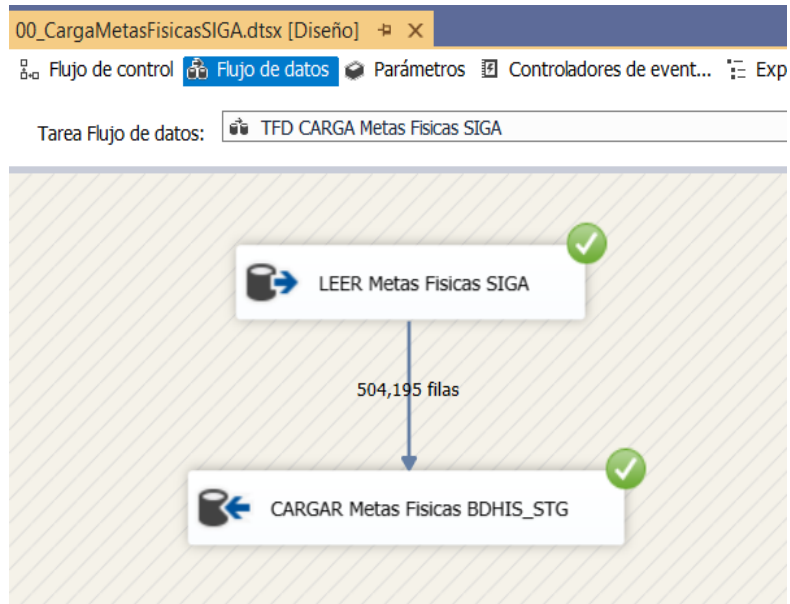 00_CargaMetasFisicasSIGA.dtsx [Diseño]
Flujo de control Flujo de datos Parámetros Controladores de event... Exp
Tarea Flujo de datos: TFD CARGA Metas Fisicas SIGA
LEER Metas Fisicas SIGA
504,195 filas
CARGAR Metas Fisicas BDHIS_STG